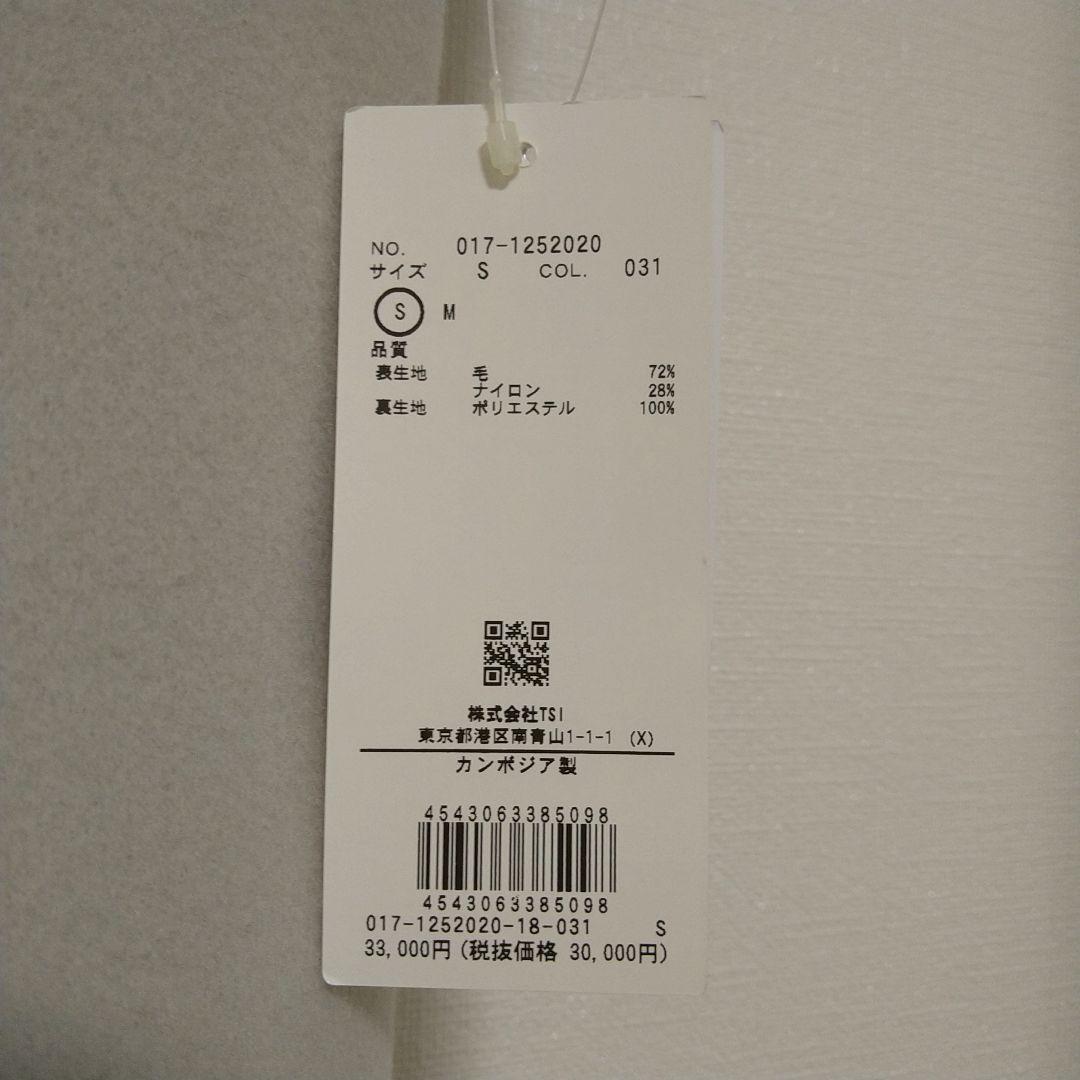 NO. 017-1252020
サイズ S COL. 031
S M
品質
表生地 毛 72%
ナイロン 28%
裏生地 ポリエステル 100%
株式会社TSI
東京都港区南青山1-1-1 (X)
カンボジア製
4543063385098
4543063385098
017-1252020-18-031 S
33,000円(税抜価格 30,000円)